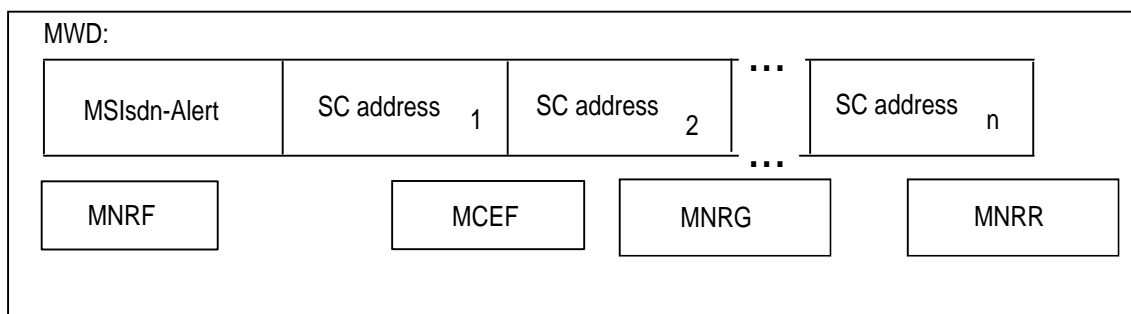 MWD:
MSIsdn-Alert SC address 1 SC address 2 ... SC address n
...
MNRF MCEF MNRG MNRR